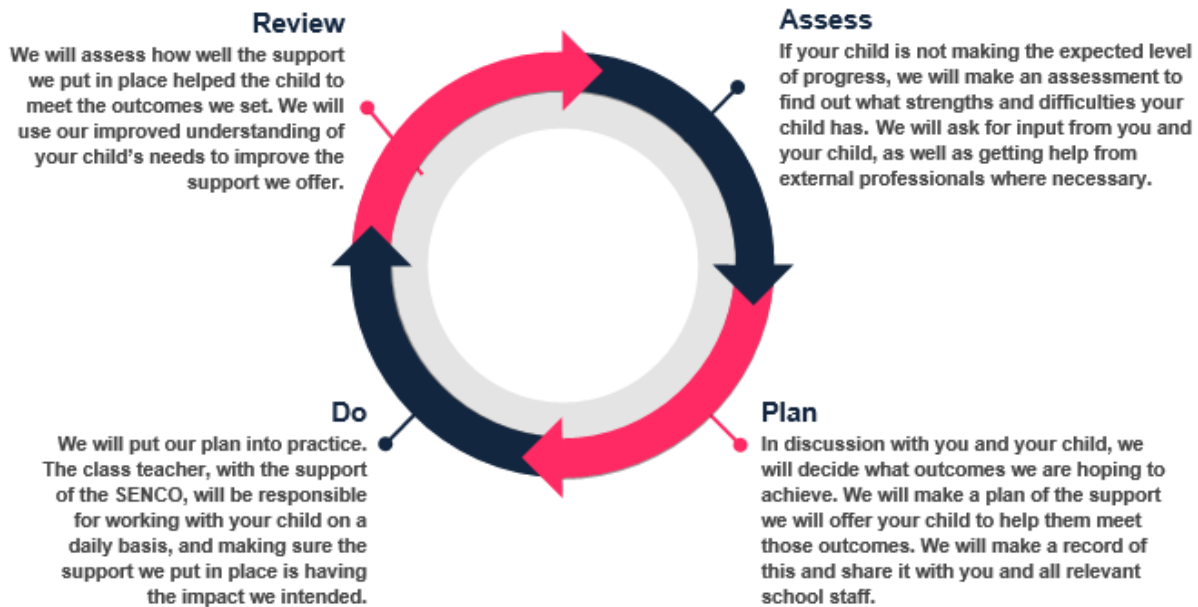 Review
We will assess how well the support
we put in place helped the child to
meet the outcomes we set. We will
use our improved understanding of
your child's needs to improve the
support we offer.
Assess
If your child is not making the expected level
of progress, we will make an assessment to
find out what strengths and difficulties your
child has. We will ask for input from you and
your child, as well as getting help from
external professionals where necessary.
Do
We will put our plan into practice.
The class teacher, with the support
of the SENCO, will be responsible
for working with your child on a
daily basis, and making sure the
support we put in place is having
the impact we intended.
Plan
In discussion with you and your child, we
will decide what outcomes we are hoping to
achieve. We will make a plan of the support
we will offer your child to help them meet
those outcomes. We will make a record of
this and share it with you and all relevant
school staff.